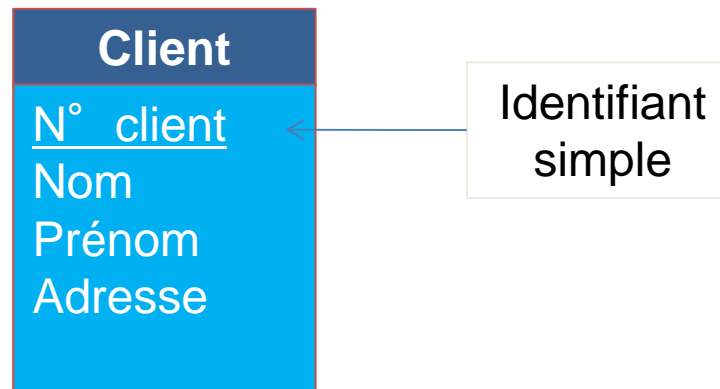 Client
N° client
Nom
Prénom
Adresse
Identifiant
simple